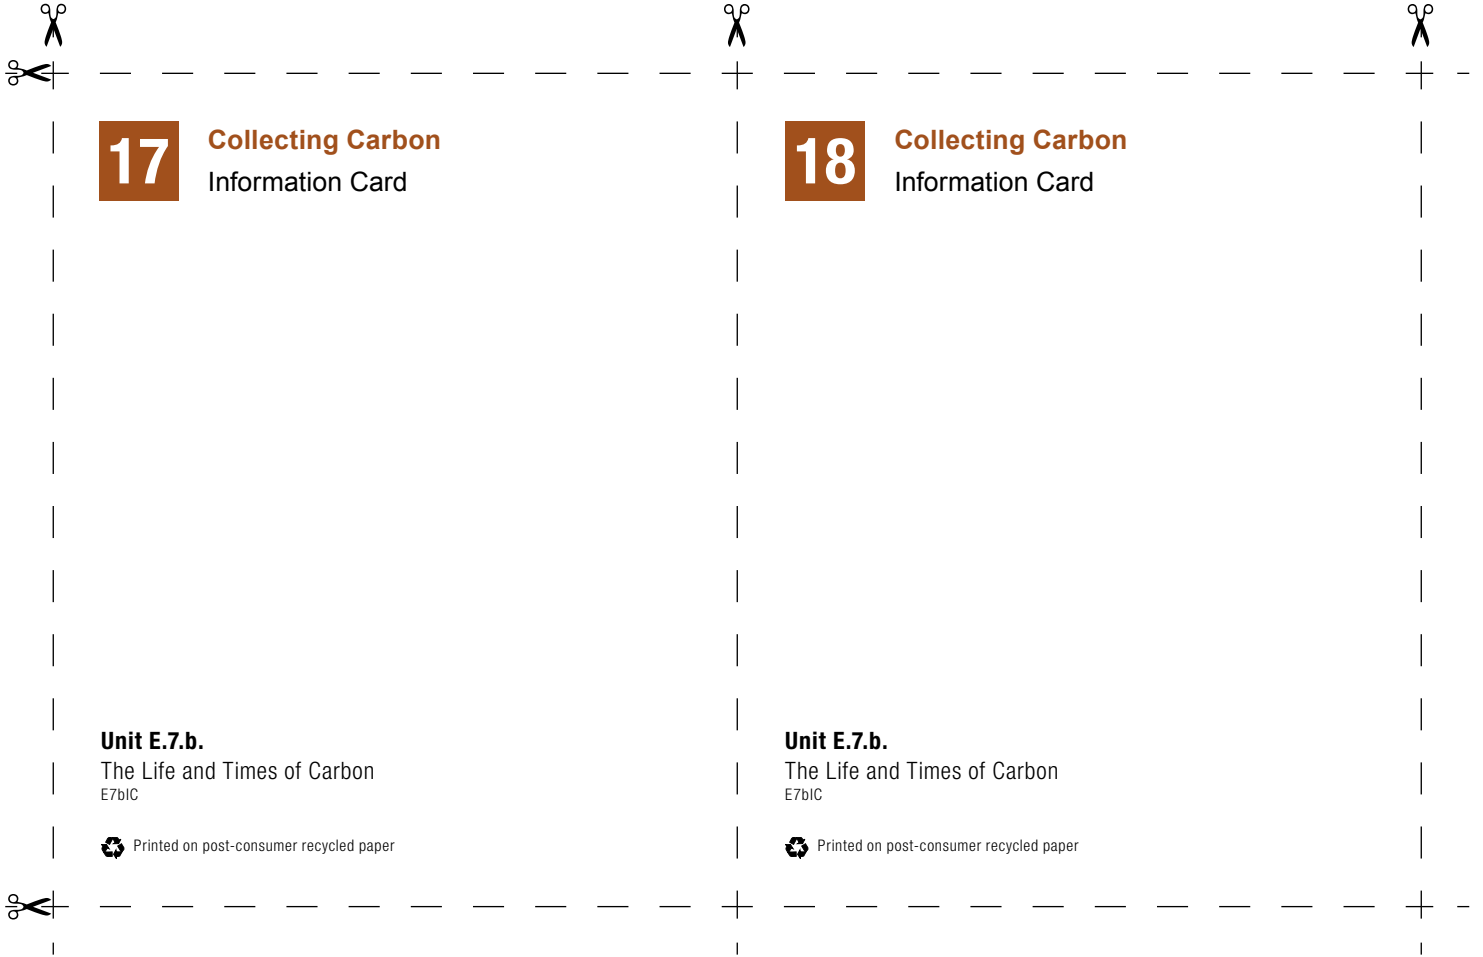 17
Collecting Carbon
Information Card
Unit E.7.b.
The Life and Times of Carbon
E7bIC
Printed on post-consumer recycled paper
18
Collecting Carbon
Information Card
Unit E.7.b.
The Life and Times of Carbon
E7bIC
Printed on post-consumer recycled paper